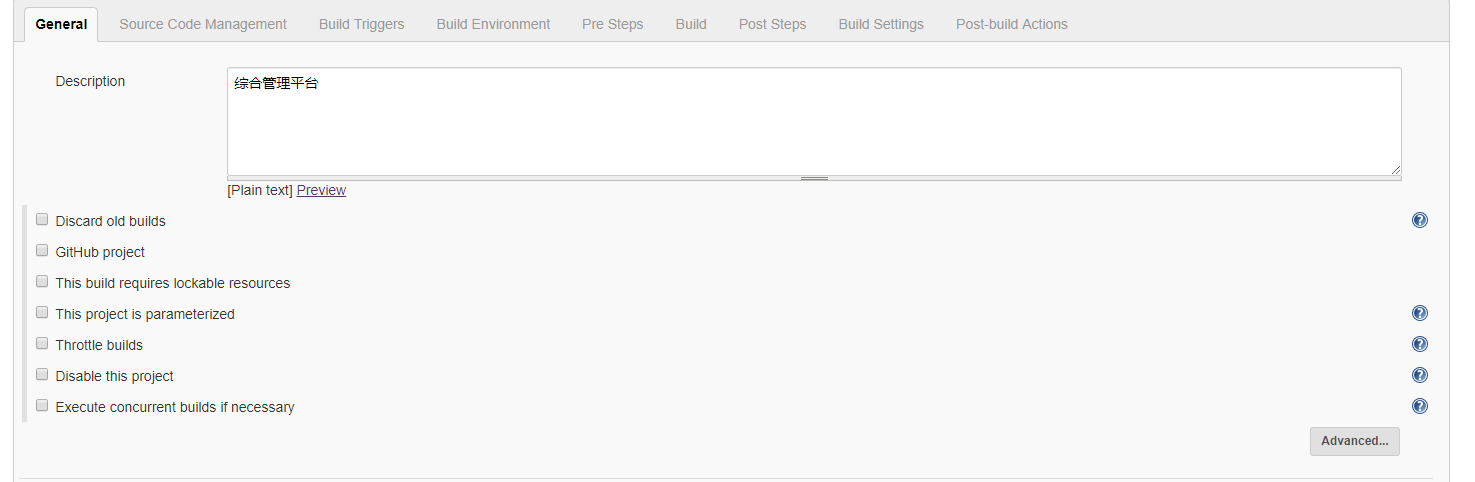 General Source Code Management Build Triggers Build Environment Pre Steps Build Post Steps Build Settings Post-build Actions
Description
综合管理平台
[Plain text] Preview
Discard old builds
GitHub project
This build requires lockable resources
This project is parameterized
Throttle builds
Disable this project
Execute concurrent builds if necessary
Advanced...